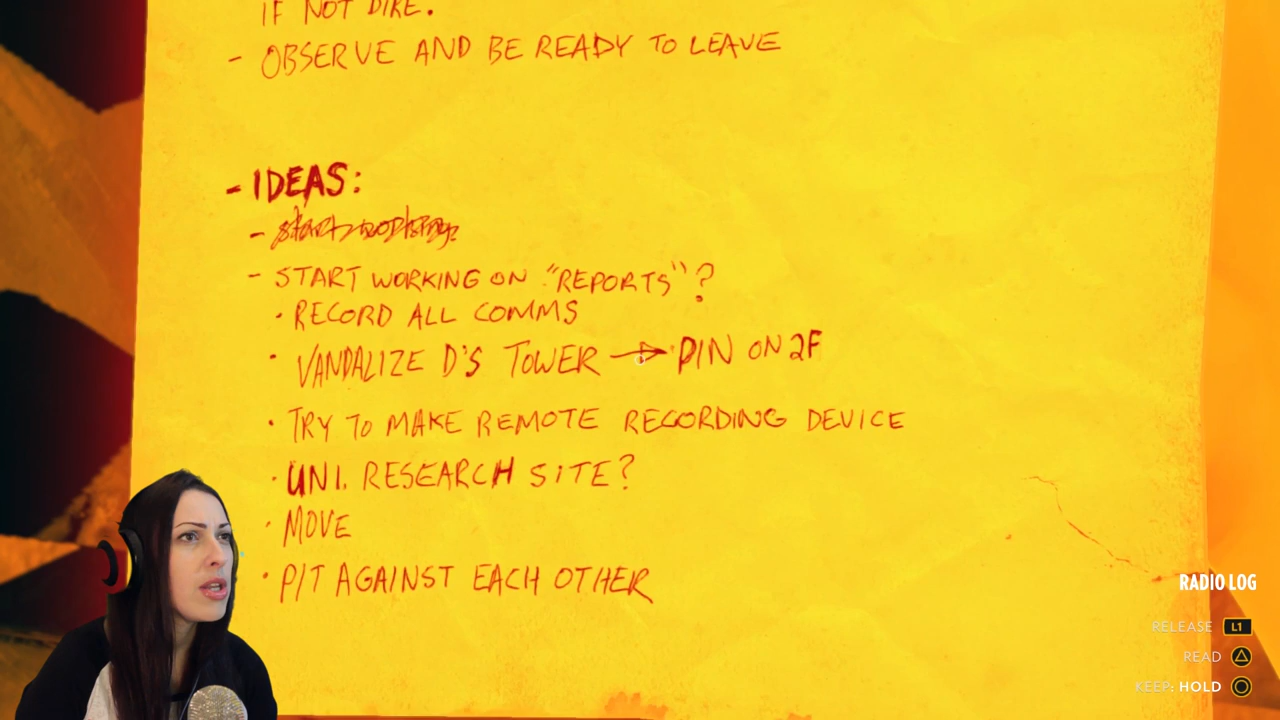 IF NOT DIRE.
- OBSERVE AND BE READY TO LEAVE
- IDEAS:
- start working
- START WORKING ON "REPORTS"?
· RECORD ALL COMMS
· VANDALIZE D'S TOWER → PIN ON 2F
· TRY TO MAKE REMOTE RECORDING DEVICE
· UNI. RESEARCH SITE?
· MOVE
· PIT AGAINST EACH OTHER
RADIO LOG
RELEASE L1
READ
KEEP: HOLD